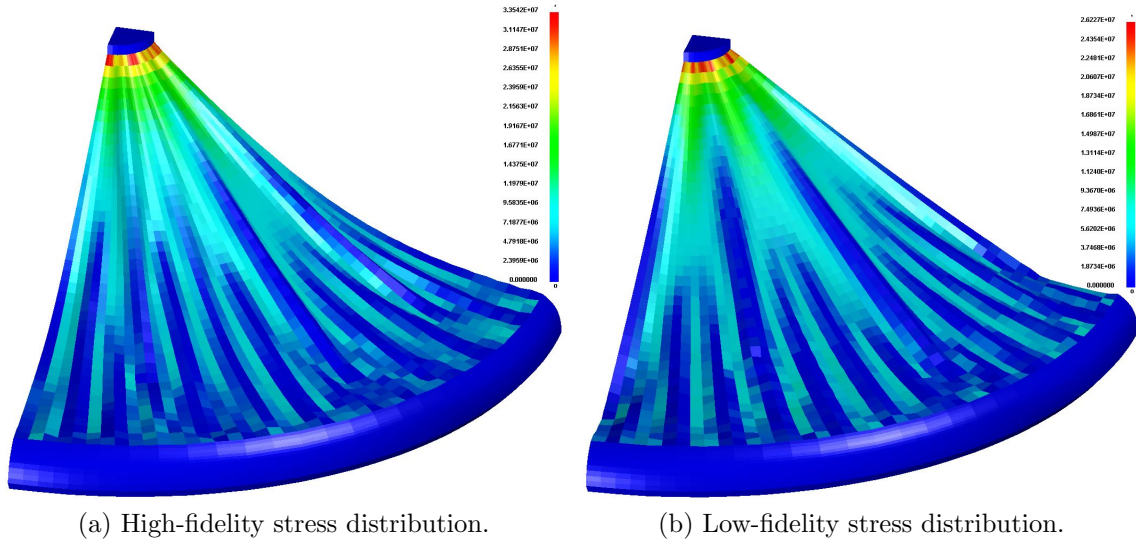 3.3542E+07
3.1147E+07
2.8751E+07
2.6355E+07
2.3959E+07
2.1563E+07
1.9167E+07
1.6771E+07
1.4375E+07
1.1979E+07
9.5835E+06
7.1877E+06
4.7918E+06
2.3959E+06
0.000000
0
2.6227E+07
2.4354E+07
2.2481E+07
2.0607E+07
1.8734E+07
1.6861E+07
1.4987E+07
1.3114E+07
1.1240E+07
9.3670E+06
7.4936E+06
5.6202E+06
3.7468E+06
1.8734E+06
0.000000
0
(a) High-fidelity stress distribution.
(b) Low-fidelity stress distribution.